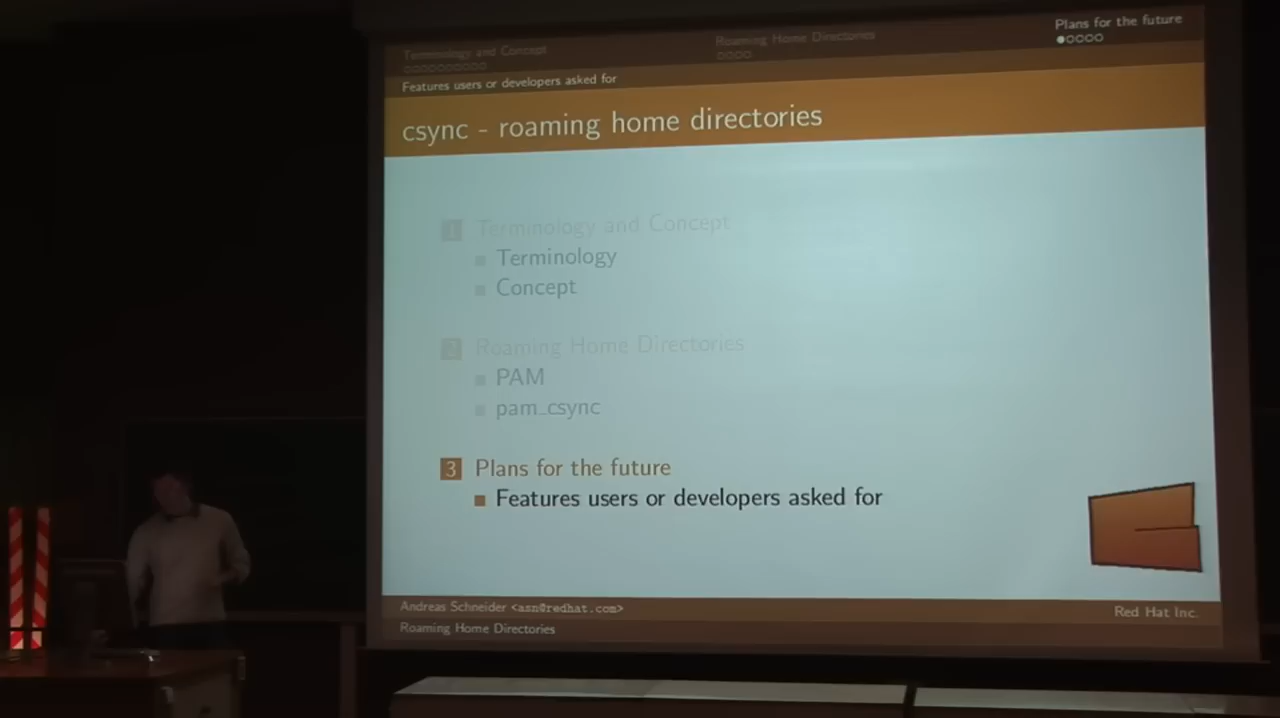 Terminology and Concept
Roaming Home Directories
Plans for the future
Features users or developers asked for
csync - roaming home directories
1 Terminology and Concept
Terminology
Concept
2 Roaming Home Directories
PAM
pam_csync
3 Plans for the future
Features users or developers asked for
Andreas Schneider <asn@redhat.com>
Red Hat Inc.
Roaming Home Directories